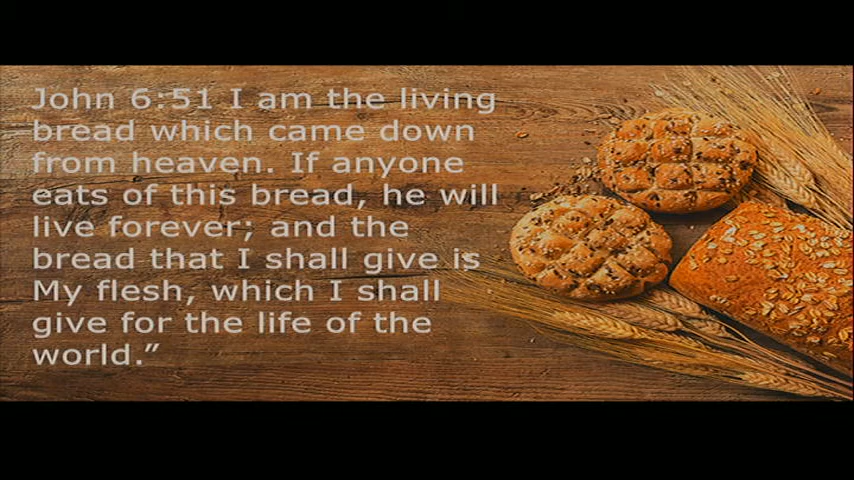 John 6:51 I am the living
bread which came down
from heaven. If anyone
eats of this bread, he will
live forever; and the
bread that I shall give is
My flesh, which I shall
give for the life of the
world.”